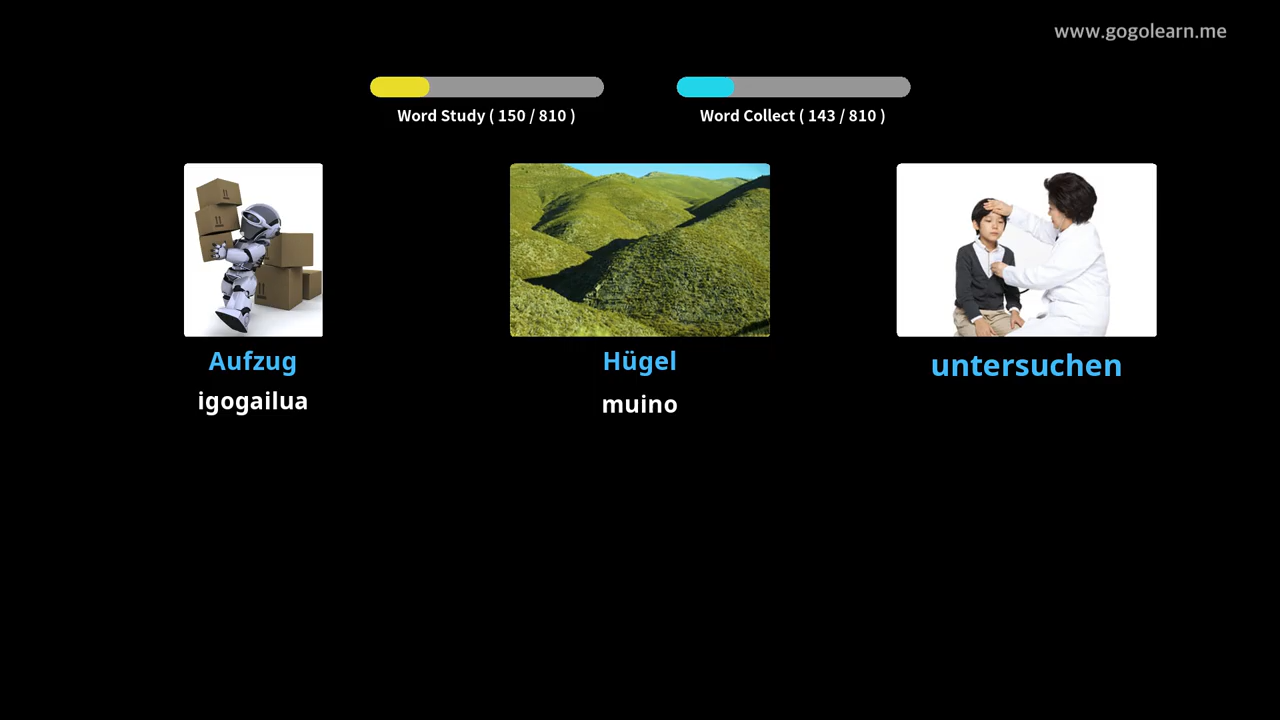 www.gogolearn.me
Word Study ( 150 / 810 )
Word Collect ( 143 / 810 )
Aufzug
igogailua
Hügel
muino
untersuchen